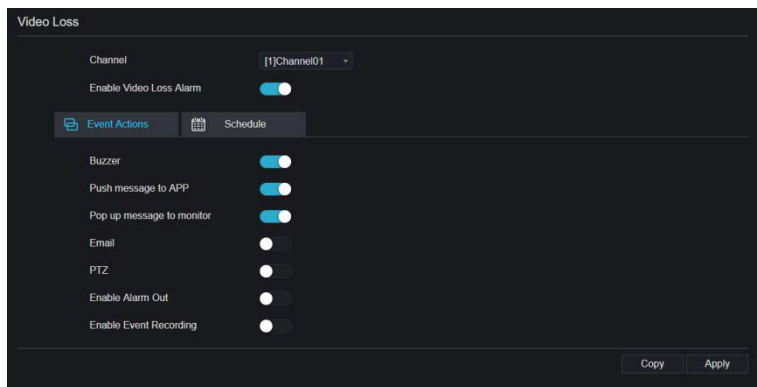 Video Loss
Channel [1]Channel01
Enable Video Loss Alarm
Event Actions Schedule
Buzzer
Push message to APP
Pop up message to monitor
Email
PTZ
Enable Alarm Out
Enable Event Recording
Copy Apply